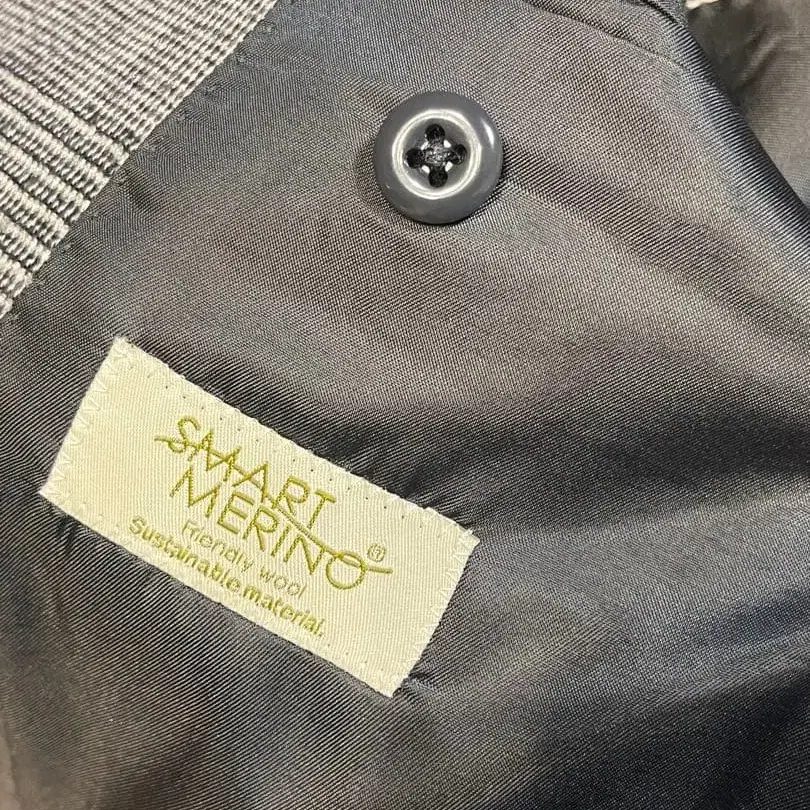 SMART
MERINO®
Friendly wool
Sustainable material.